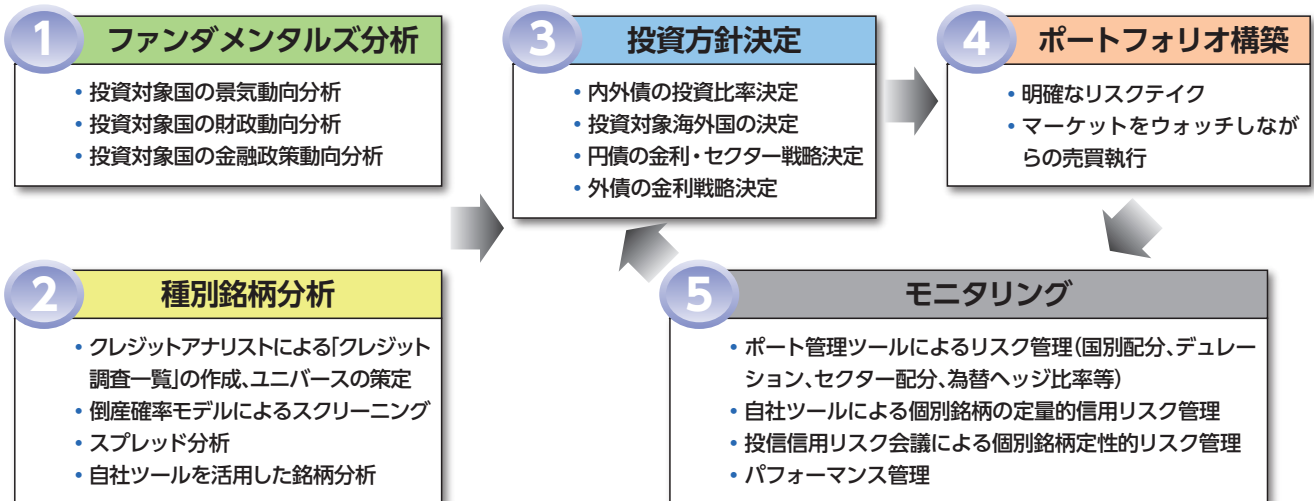 1
ファンダメンタルズ分析
・投資対象国の景気動向分析
・投資対象国の財政動向分析
・投資対象国の金融政策動向分析
2
種別銘柄分析
・クレジットアナリストによる「クレジット
調査一覧」の作成、ユニバースの策定
・倒産確率モデルによるスクリーニング
・スプレッド分析
・自社ツールを活用した銘柄分析
3
投資方針決定
・内外債の投資比率決定
・投資対象海外国の決定
・円債の金利・セクター戦略決定
・外債の金利戦略決定
4
ポートフォリオ構築
・明確なリスクテイク
・マーケットをウォッチしなが
らの売買執行
5
モニタリング
・ポート管理ツールによるリスク管理(国別配分、デュレー
ション、セクター配分、為替ヘッジ比率等)
・自社ツールによる個別銘柄の定量的信用リスク管理
・投信信用リスク会議による個別銘柄定性的リスク管理
・パフォーマンス管理